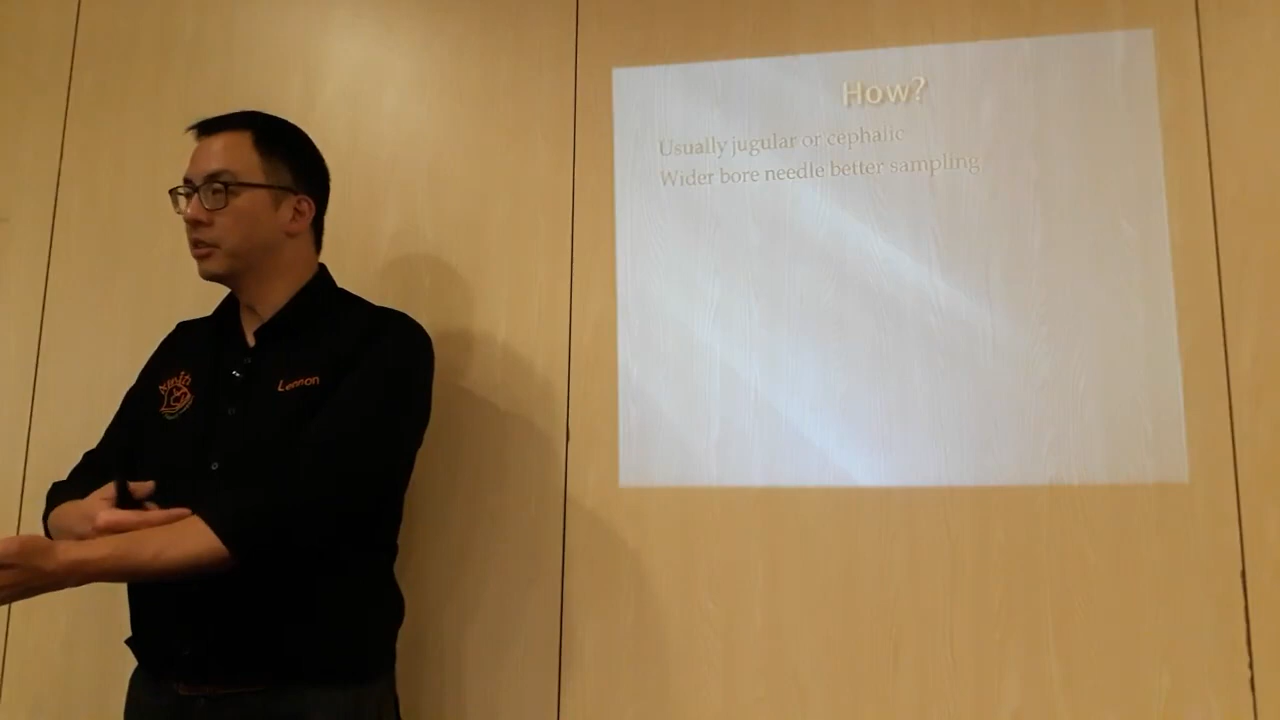 How?
Usually jugular or cephalic
Wider bore needle better sampling
Lennon